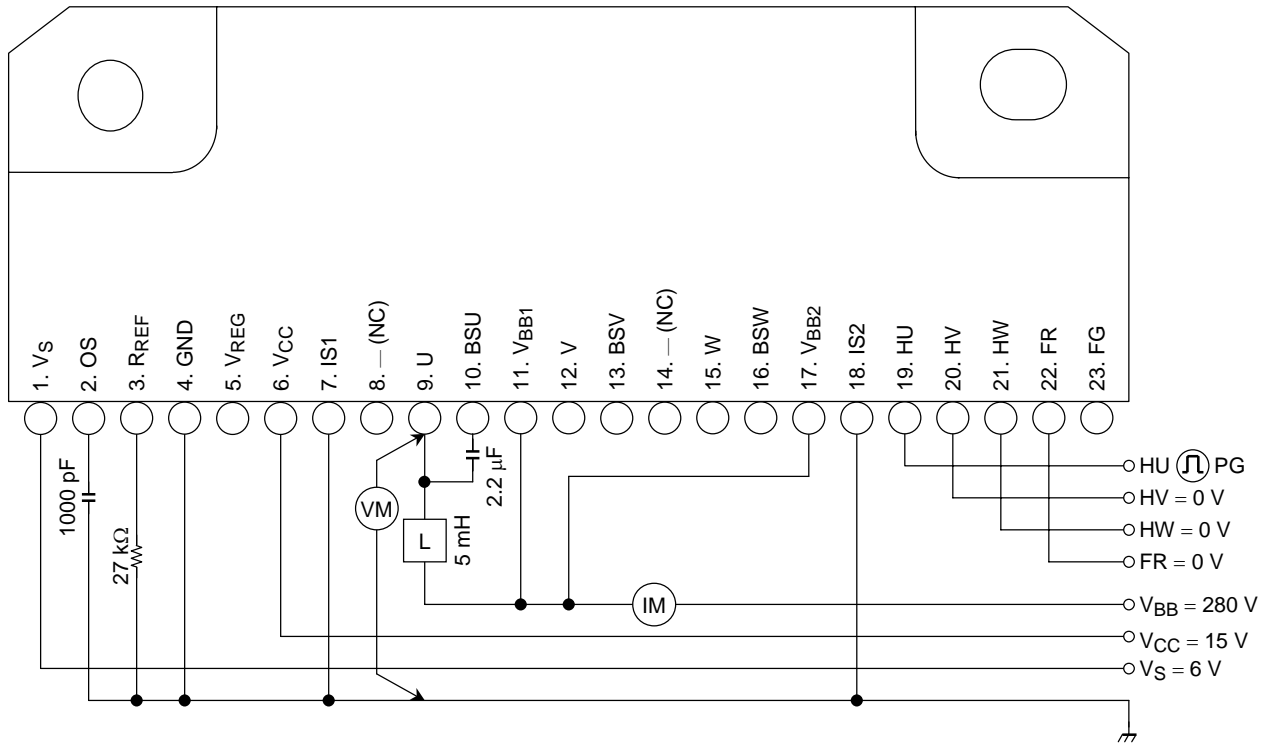 1. VS
2. OS
3. RREF
4. GND
5. VREG
6. VCC
7. IS1
8. — (NC)
9. U
10. BSU
11. VBB1
12. V
13. BSV
14. — (NC)
15. W
16. BSW
17. VBB2
18. IS2
19. HU
20. HV
21. HW
22. FR
23. FG
1000 pF
27 kΩ
VM
L
5 mH
2.2 μF
IM
HU PG
HV = 0 V
HW = 0 V
FR = 0 V
VBB = 280 V
VCC = 15 V
VS = 6 V